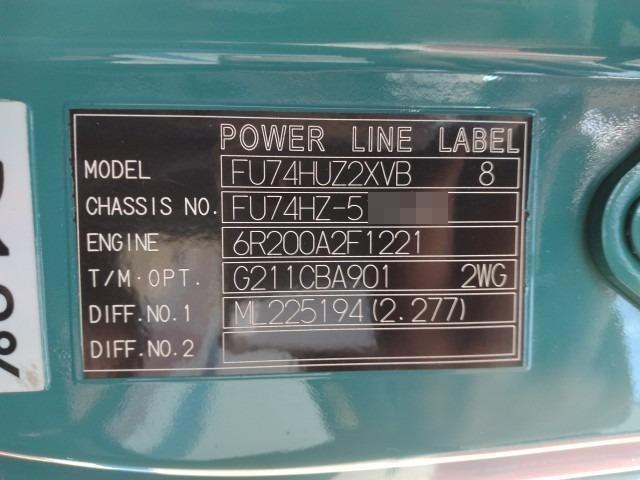 POWER LINE LABEL
MODEL FU74HUZ2XVB 8
CHASSIS NO. FU74HZ-5
ENGINE 6R200A2F1221
T/M·OPT. G211CBA901 2WG
DIFF.NO.1 ML225194(2.277)
DIFF.NO.2